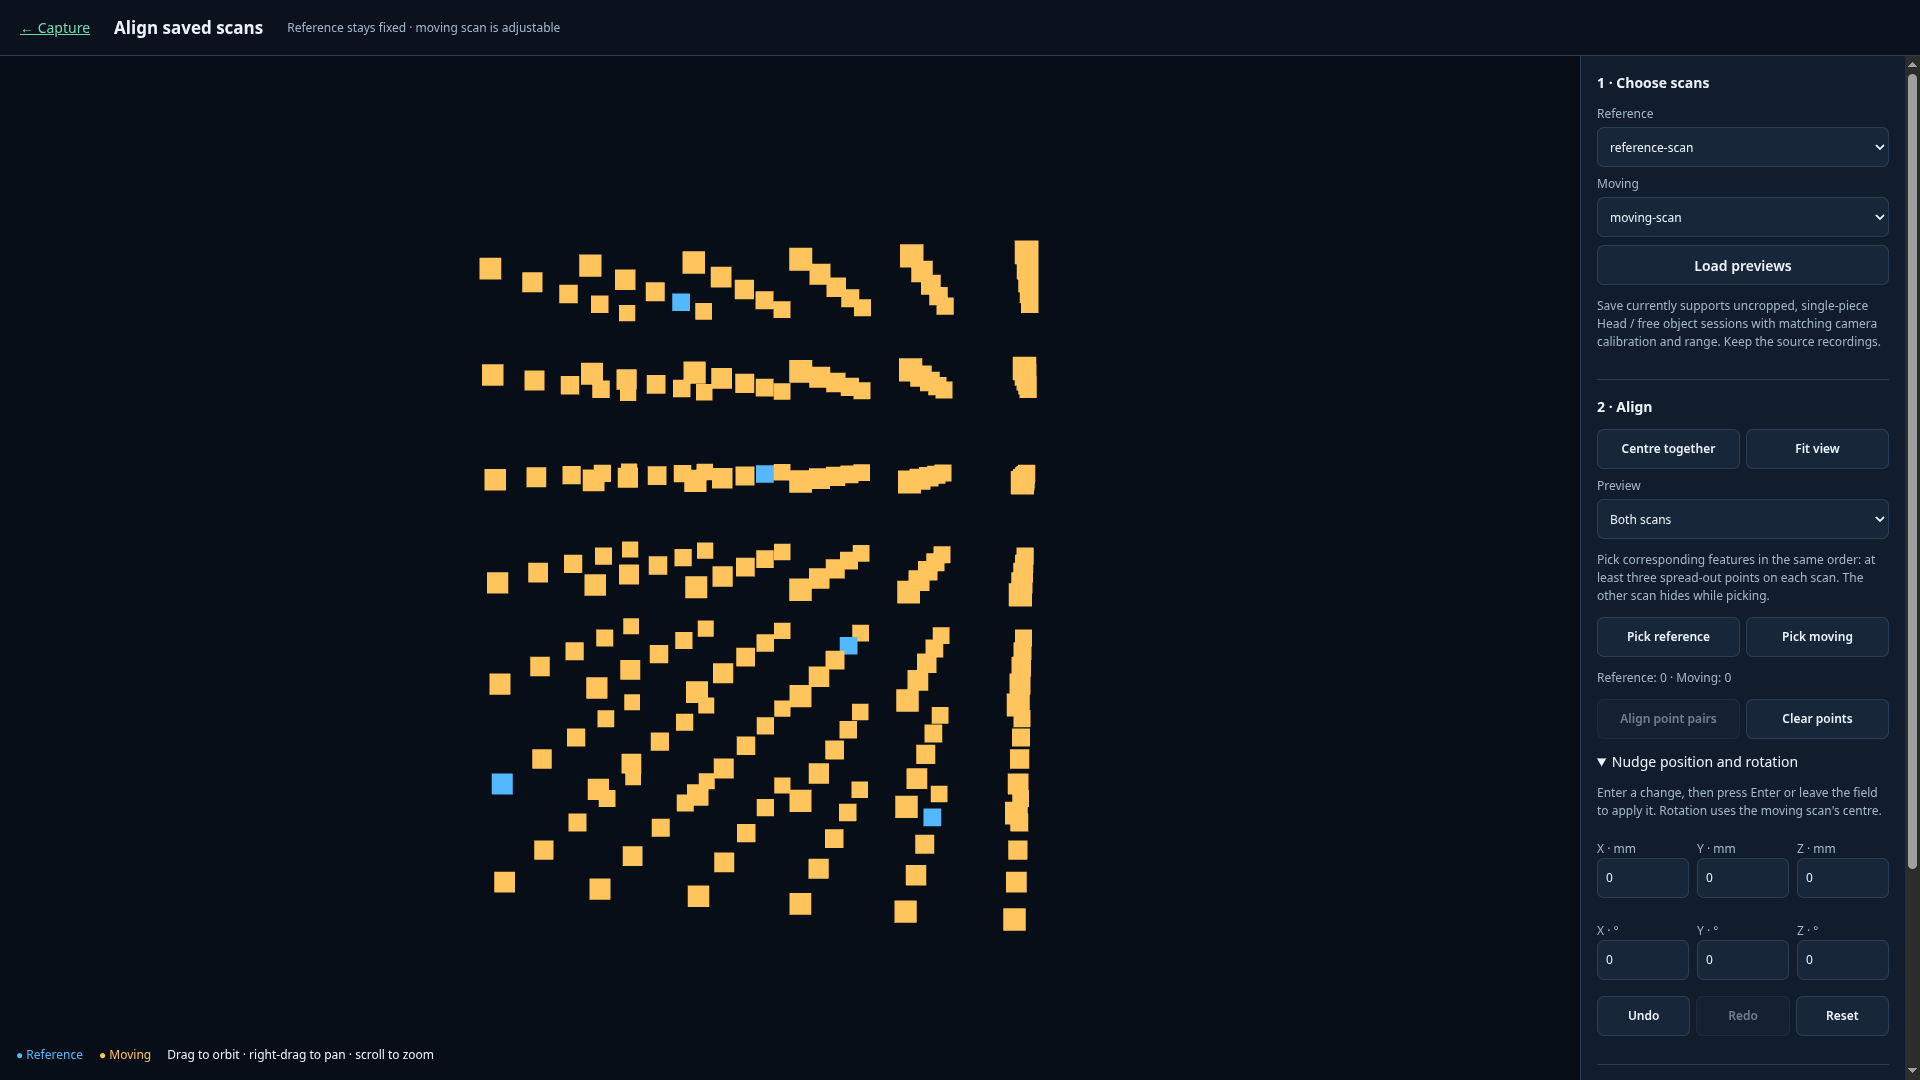 ← Capture
Align saved scans
Reference stays fixed · moving scan is adjustable
1 · Choose scans
Reference
reference-scan
Moving
moving-scan
Load previews
Save currently supports uncropped, single-piece
Head / free object sessions with matching camera
calibration and range. Keep the source recordings.
2 · Align
Centre together
Fit view
Preview
Both scans
Pick corresponding features in the same order: at
least three spread-out points on each scan. The
other scan hides while picking.
Pick reference
Pick moving
Reference: 0 · Moving: 0
Align point pairs
Clear points
▼ Nudge position and rotation
Enter a change, then press Enter or leave the field
to apply it. Rotation uses the moving scan's centre.
X · mm
Y · mm
Z · mm
0
0
0
X · °
Y · °
Z · °
0
0
0
Undo
Redo
Reset
● Reference
● Moving
Drag to orbit · right-drag to pan · scroll to zoom